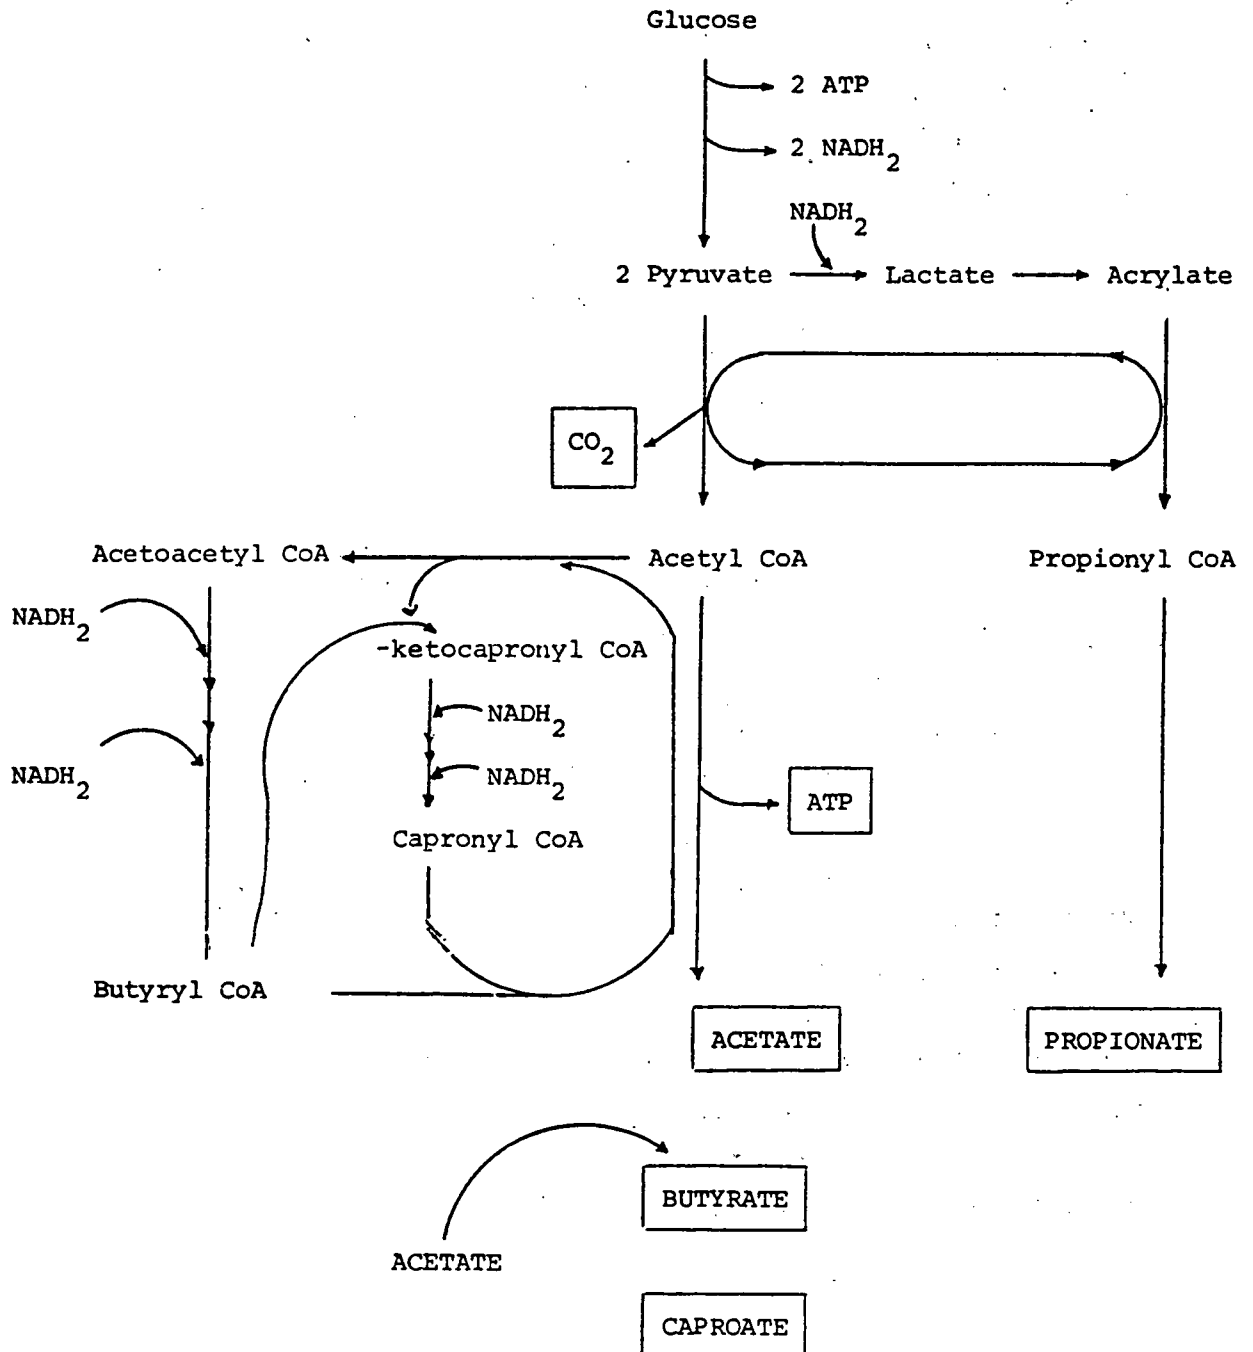 Glucose
2 ATP
2 NADH2
NADH2
2 Pyruvate Lactate Acrylate
CO2
Acetoacetyl CoA Acetyl CoA Propionyl CoA
NADH2
-ketocapronyl CoA
NADH2
NADH2
NADH2
ATP
Capronyl CoA
Butyryl CoA
ACETATE PROPIONATE
BUTYRATE
ACETATE
CAPROATE